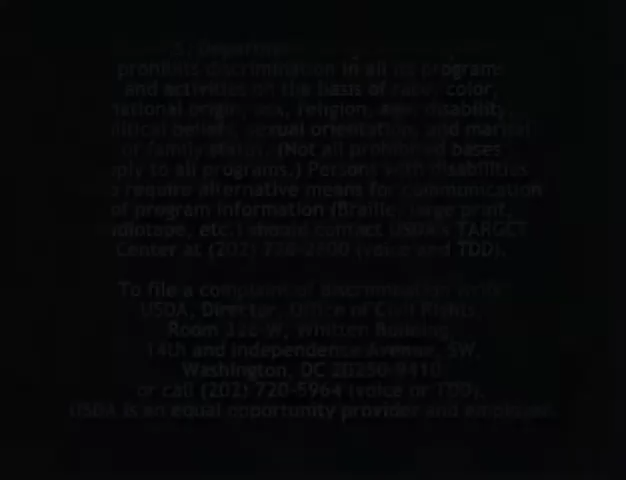 S. Department
prohibits discrimination in all its programs
and activities on the basis of race, color,
national origin, sex, religion, age, disability,
political beliefs, sexual orientation, and marital
or family status. (Not all prohibited bases
apply to all programs.) Persons with disabilities
require alternative means for communication
of program information (Braille, large print,
audiotape, etc.) should contact USDA's TARGET
Center at (202) 720-2600 (voice and TDD).
To file a complaint of discrimination write
USDA, Director, Office of Civil Rights,
Room W, Whitten Building,
14th and Independence Avenue, SW,
Washington, DC 20250-9410
or call (202) 720-5964 (voice or TDD).
USDA is an equal opportunity provider and employer.